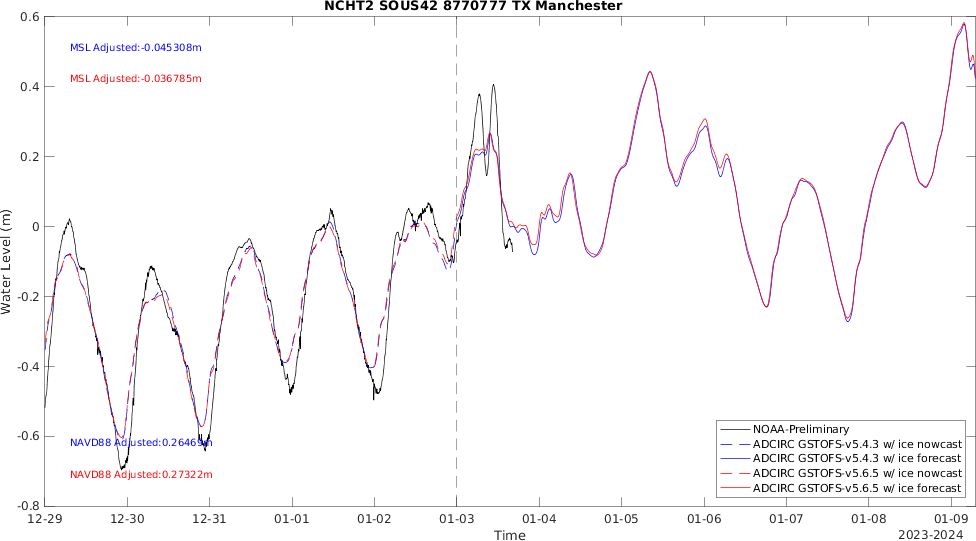 NCHT2 SOUS42 8770777 TX Manchester
MSL Adjusted:-0.045308m
MSL Adjusted:-0.036785m
NAVD88 Adjusted:0.26469m
NAVD88 Adjusted:0.27322m
Water Level (m)
0.6
0.4
0.2
0
-0.2
-0.4
-0.6
-0.8
NOAA-Preliminary
ADCIRC GSTOFS-v5.4.3 w/ ice nowcast
ADCIRC GSTOFS-v5.4.3 w/ ice forecast
ADCIRC GSTOFS-v5.6.5 w/ ice nowcast
ADCIRC GSTOFS-v5.6.5 w/ ice forecast
12-29 12-30 12-31 01-01 01-02 01-03 01-04 01-05 01-06 01-07 01-08 01-09
Time
2023-2024